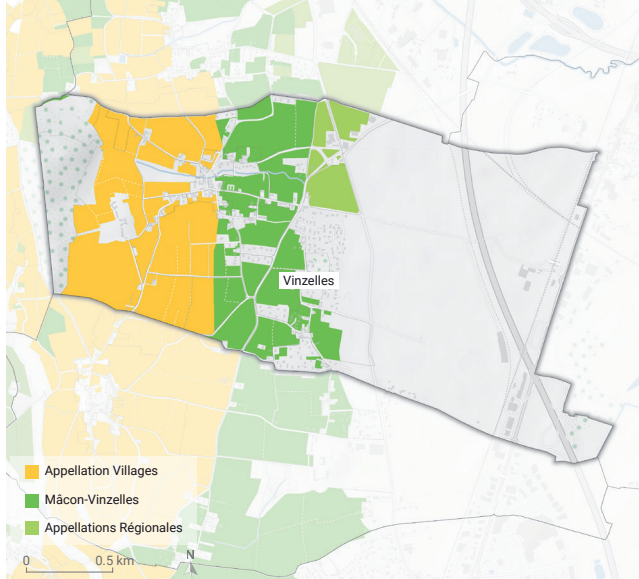 Vinzelles
Appellation Villages
Mâcon-Vinzelles
Appellations Régionales
0 0.5 km
N